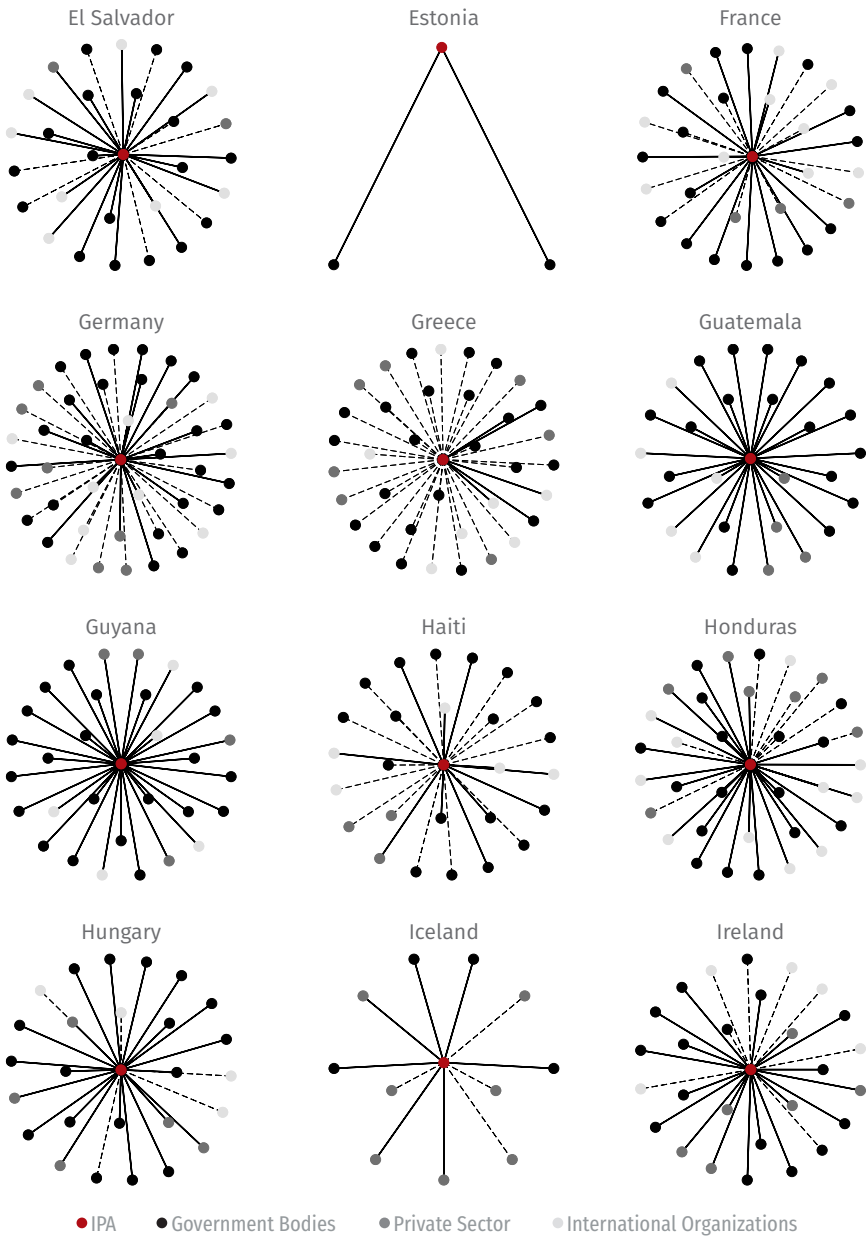 El Salvador
Estonia
France
Germany
Greece
Guatemala
Guyana
Haiti
Honduras
Hungary
Iceland
Ireland
IPA
Government Bodies
Private Sector
International Organizations